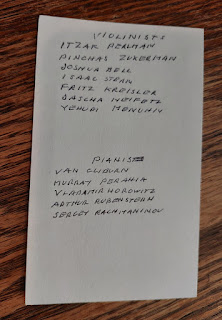 VIOLINISTS
ITZAK PERLMAN
PINCHAS ZUKERMAN
JOSHUA BELL
ISAAC STERN
FRITZ KREISLER
JASCHA HEIFETZ
YEHUDI MENUHIN
PIANISTS
VAN CLIBURN
MURRAY PERAHIA
VLADAMIR HOROWITZ
ARTHUR RUBENSTEIN
SERGEY RACHMANINOV